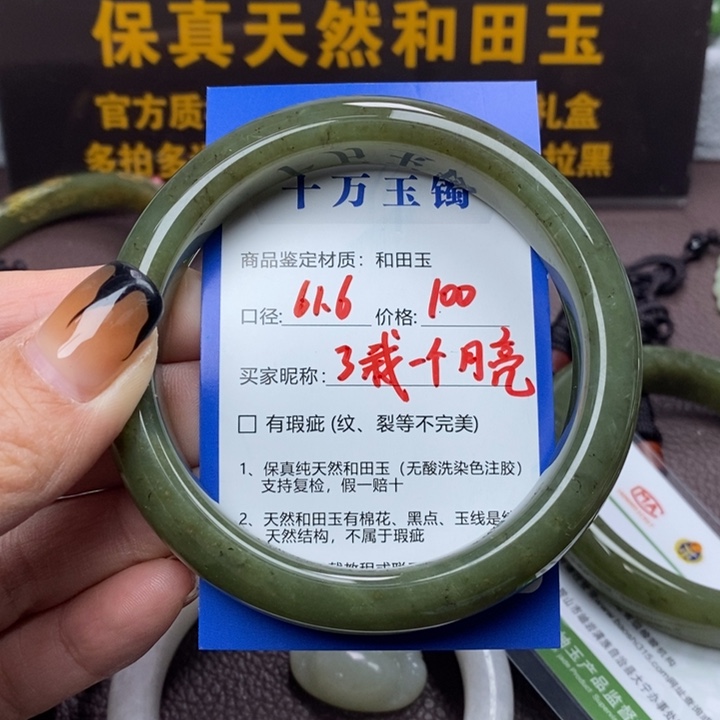 保真天然和田玉
官方质
礼盒
多拍多
拉黑
十万玉镯
商品鉴定材质：和田玉
口径: 61.6 价格: 100
买家昵称: 了哉一个月亮
□ 有瑕疵 (纹、裂等不完美)
1、保真纯天然和田玉（无酸洗染色注胶）
支持复检，假一赔十
2、天然和田玉有棉花、黑点、玉线是
天然结构，不属于瑕疵